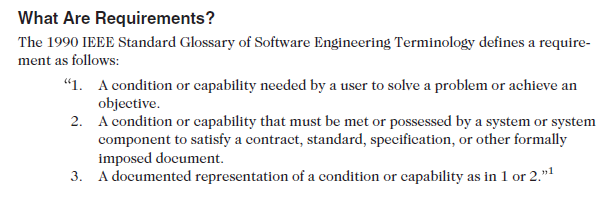 What Are Requirements?
The 1990 IEEE Standard Glossary of Software Engineering Terminology defines a require-
ment as follows:
“1. A condition or capability needed by a user to solve a problem or achieve an
objective.
2. A condition or capability that must be met or possessed by a system or system
component to satisfy a contract, standard, specification, or other formally
imposed document.
3. A documented representation of a condition or capability as in 1 or 2.”1